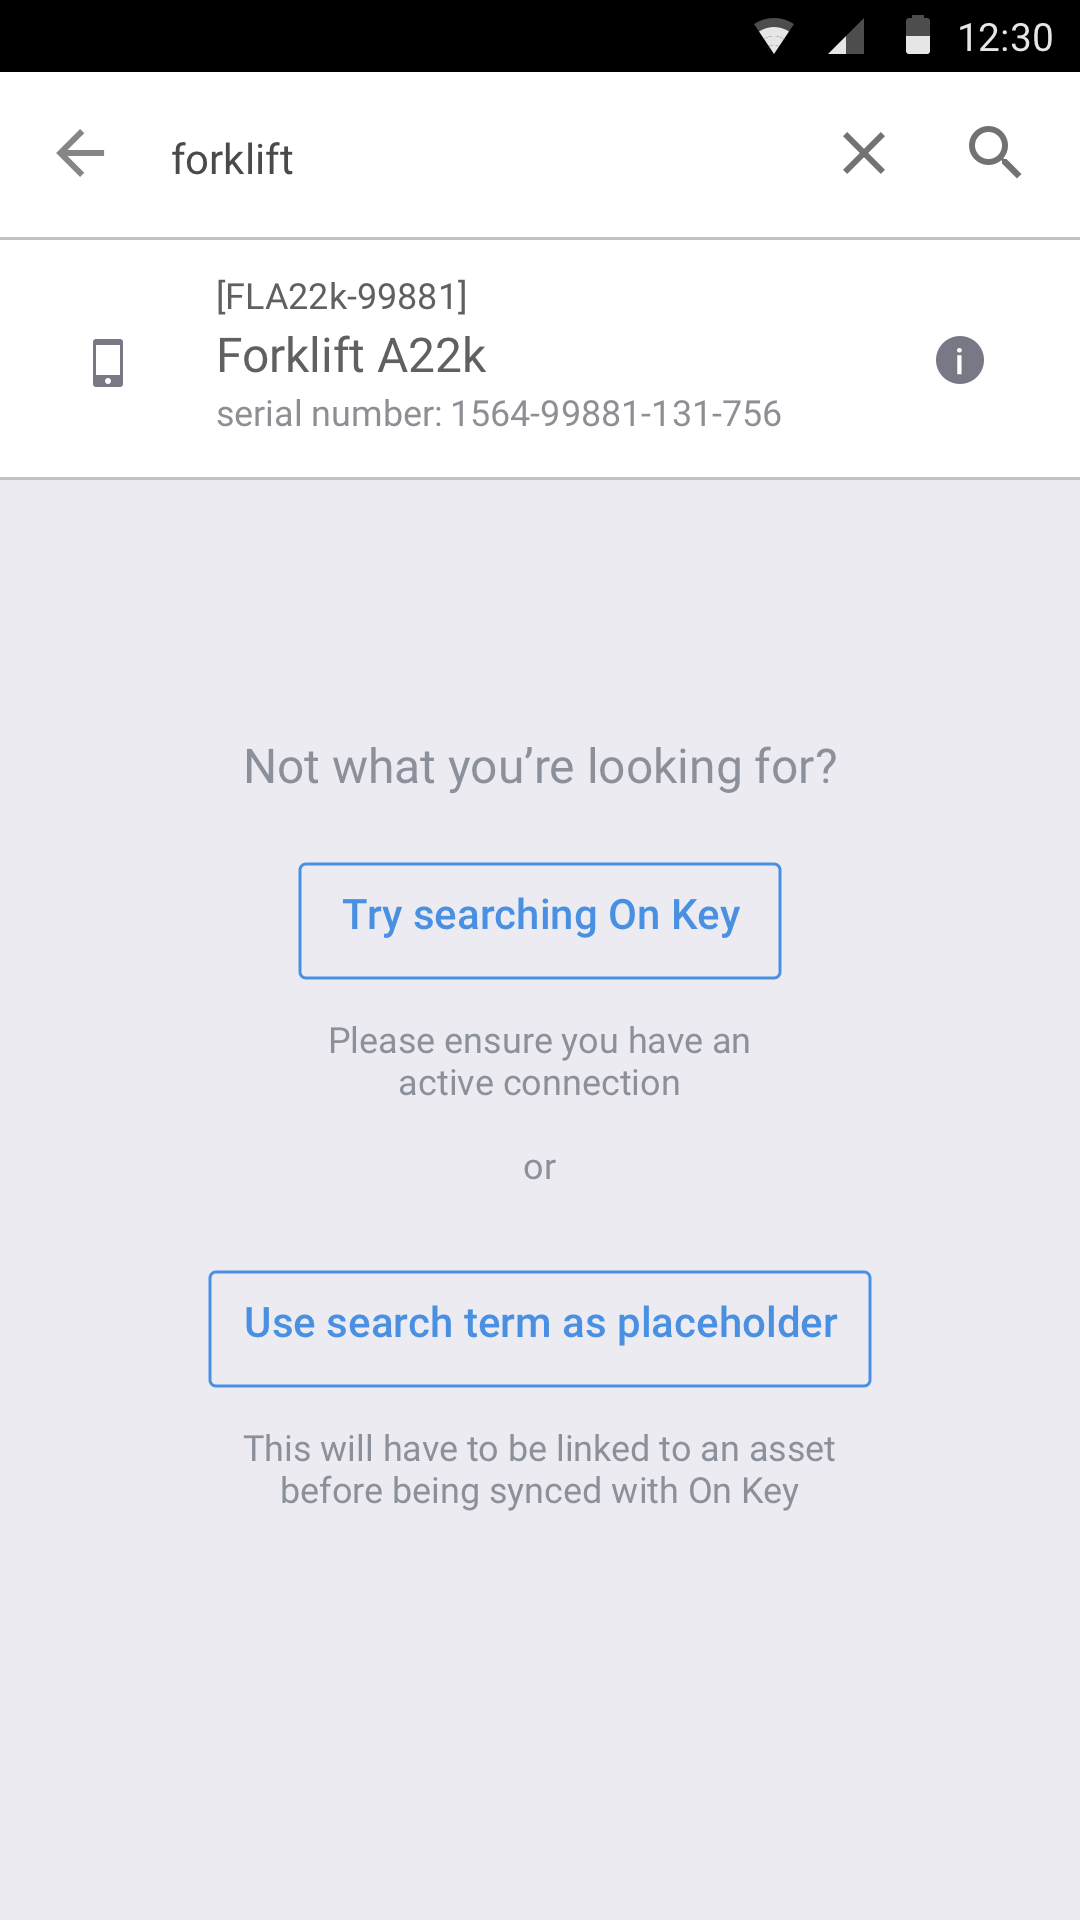 12:30
forklift
[FLA22k-99881]
Forklift A22k
serial number: 1564-99881-131-756
Not what you’re looking for?
Try searching On Key
Please ensure you have an
active connection
or
Use search term as placeholder
This will have to be linked to an asset
before being synced with On Key